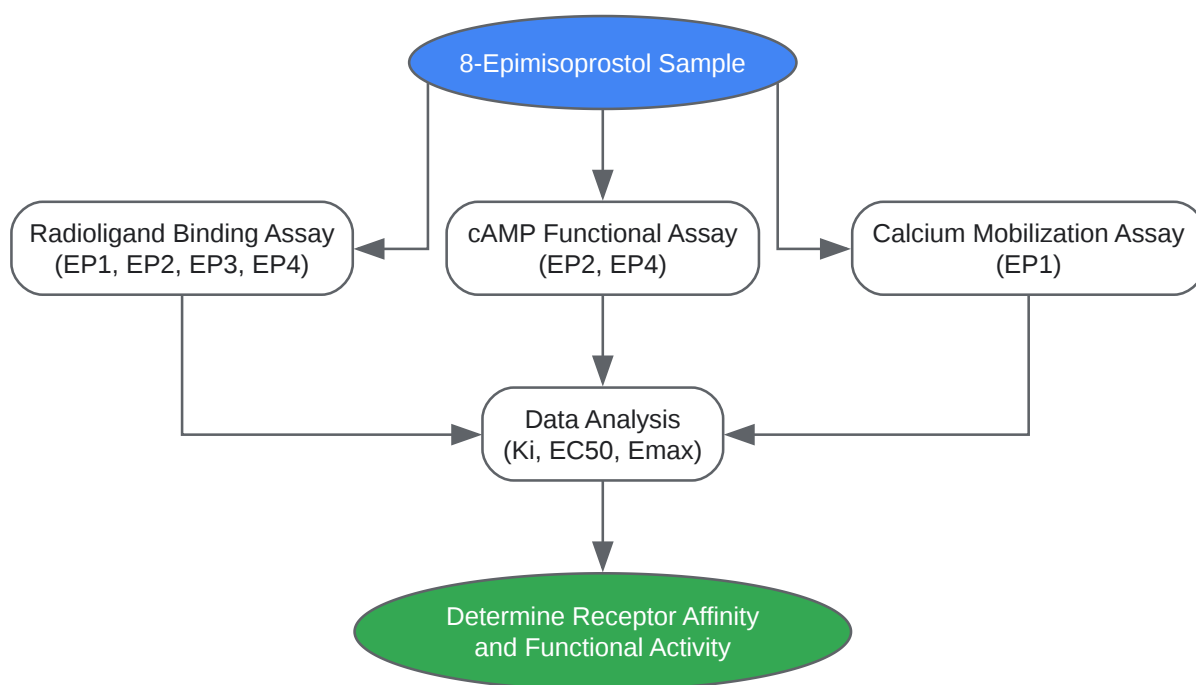 8-Epimisoprostol Sample
Radioligand Binding Assay
(EP1, EP2, EP3, EP4)
cAMP Functional Assay
(EP2, EP4)
Calcium Mobilization Assay
(EP1)
Data Analysis
(Ki, EC50, Emax)
Determine Receptor Affinity
and Functional Activity